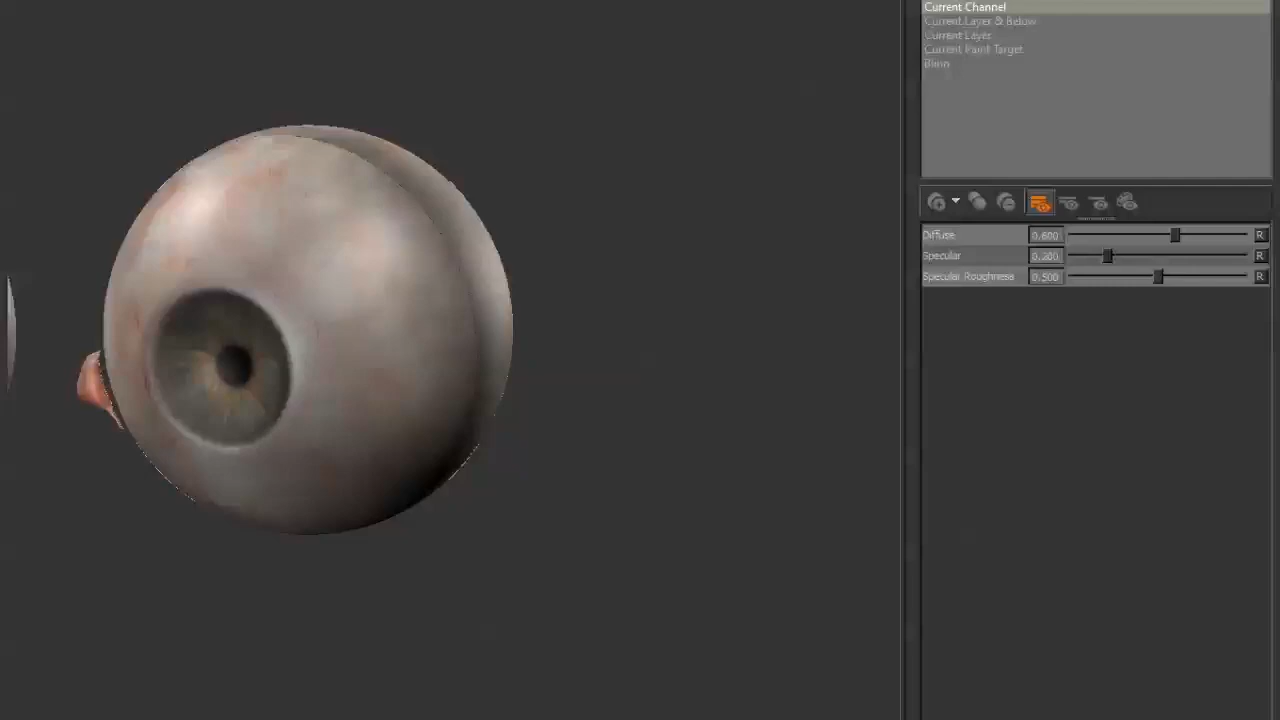 Current Channel
Current Layer & Below
Current Layer
Current Paint Target
Blinn
Diffuse 0.600 R
Specular 0.200 R
Specular Roughness 0.500 R